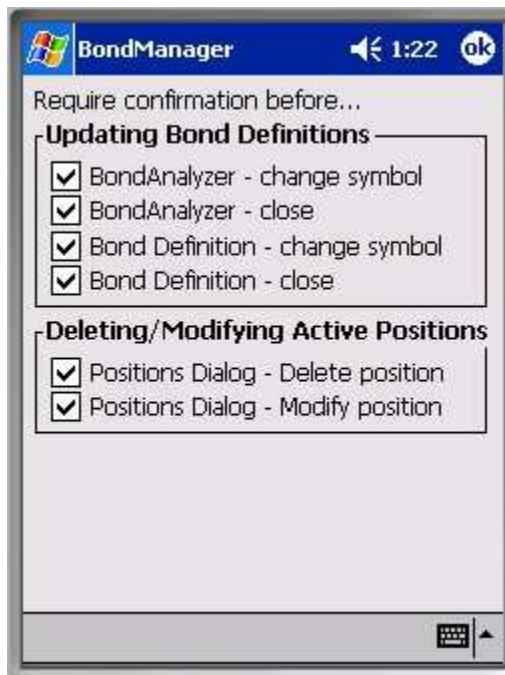 BondManager 1:22 ok
Require confirmation before...
Updating Bond Definitions
BondAnalyzer - change symbol
BondAnalyzer - close
Bond Definition - change symbol
Bond Definition - close
Deleting/Modifying Active Positions
Positions Dialog - Delete position
Positions Dialog - Modify position